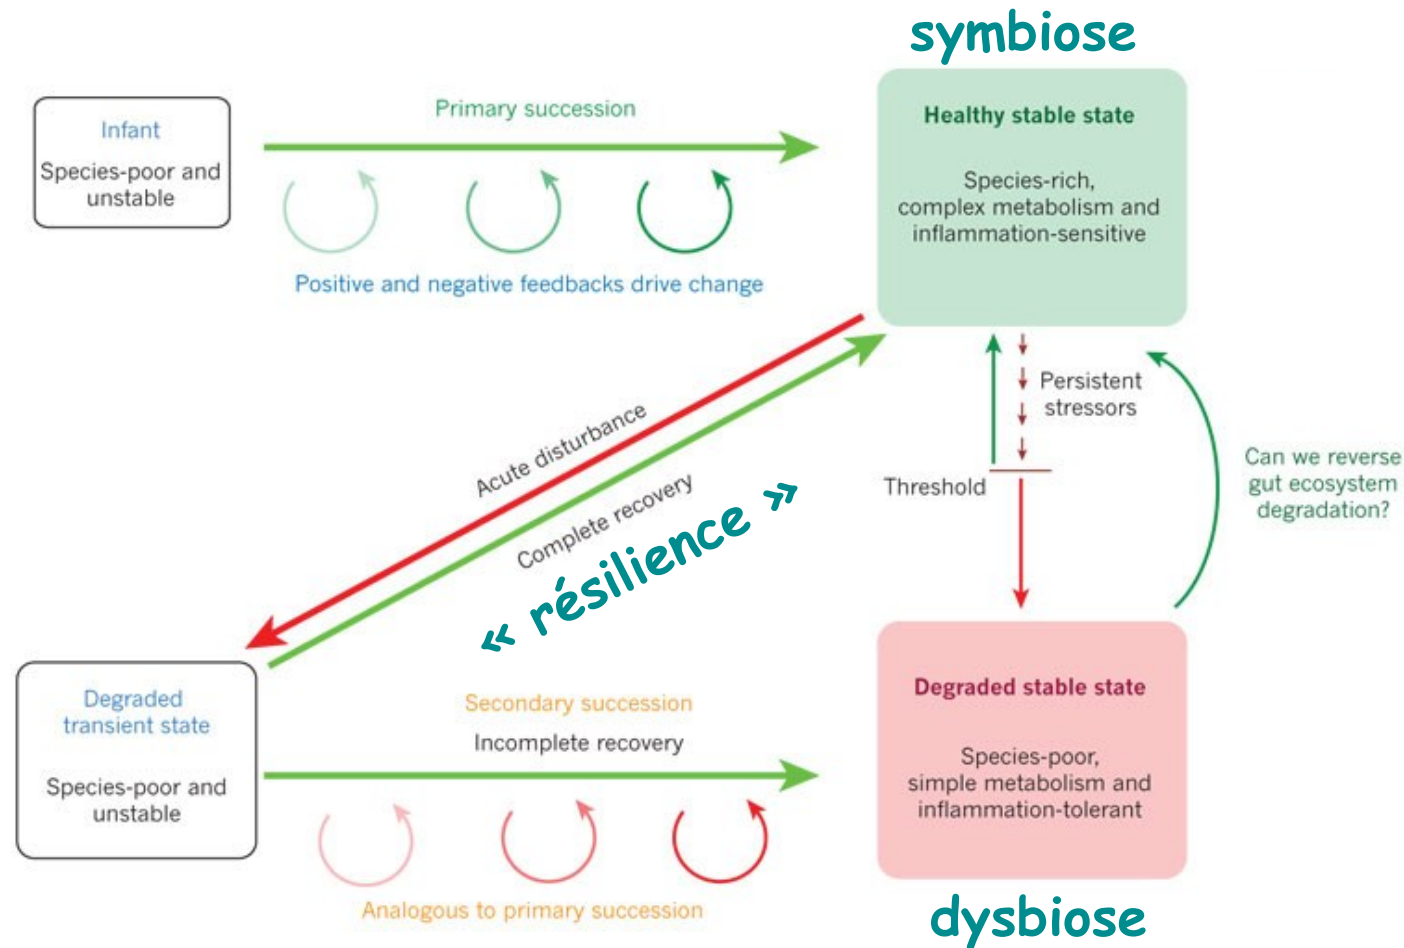 symbiose
Infant
Species-poor and
unstable
Primary succession
Positive and negative feedbacks drive change
Healthy stable state
Species-rich,
complex metabolism and
inflammation-sensitive
Acute disturbance
Complete recovery
« résilience »
Persistent
stressors
Threshold
Can we reverse
gut ecosystem
degradation?
Degraded
transient state
Species-poor and
unstable
Secondary succession
Incomplete recovery
Analogous to primary succession
Degraded stable state
Species-poor,
simple metabolism and
inflammation-tolerant
dysbiose